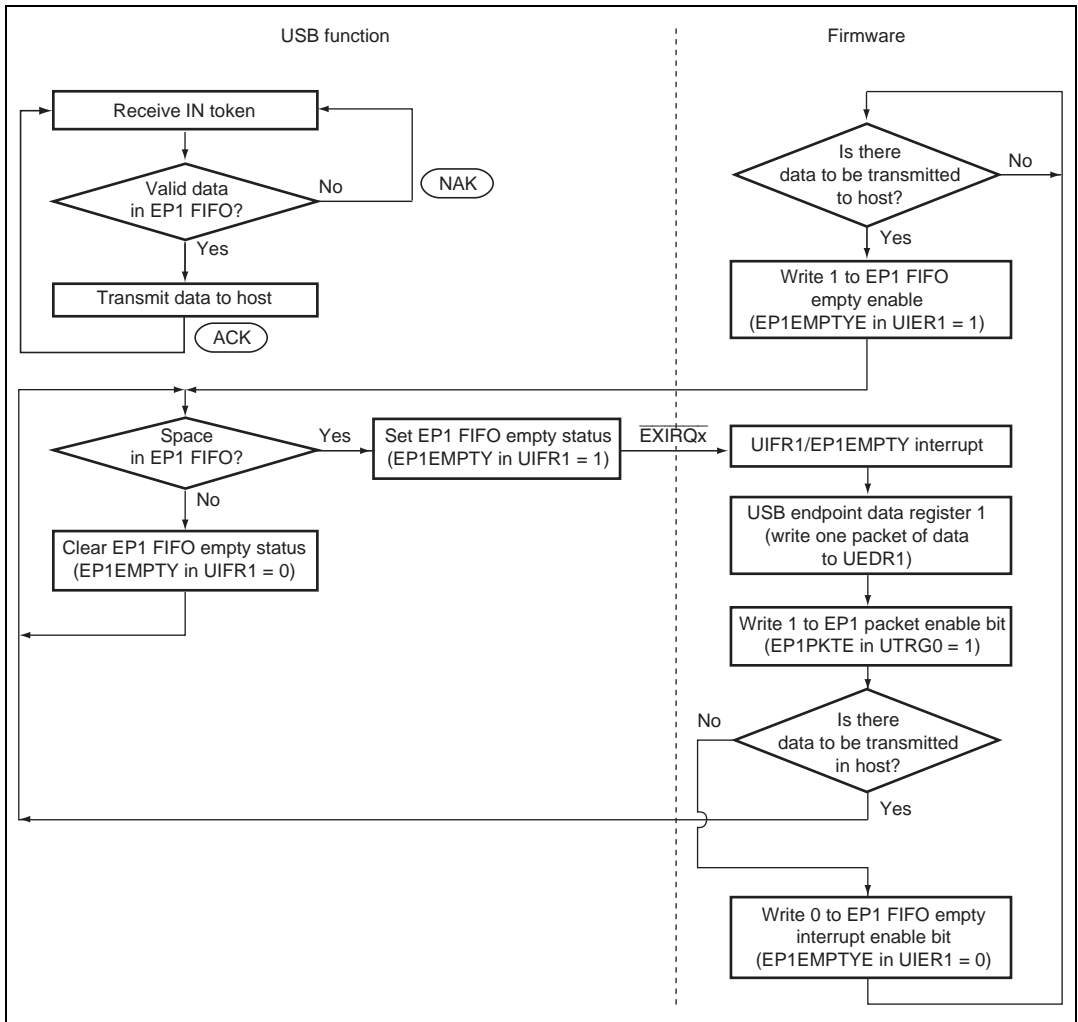 USB function
Firmware
Receive IN token
Valid data
in EP1 FIFO?
No
NAK
Yes
Transmit data to host
ACK
Is there
data to be transmitted
to host?
No
Yes
Write 1 to EP1 FIFO
empty enable
(EP1EMPTYE in UIER1 = 1)
Space
in EP1 FIFO?
Yes
Set EP1 FIFO empty status
(EP1EMPTY in UIFR1 = 1)
EXIRQx
UIFR1/EP1EMPTY interrupt
No
Clear EP1 FIFO empty status
(EP1EMPTY in UIFR1 = 0)
USB endpoint data register 1
(write one packet of data
to UEDR1)
Write 1 to EP1 packet enable bit
(EP1PKTE in UTRG0 = 1)
No
Is there
data to be transmitted
in host?
Yes
Write 0 to EP1 FIFO empty
interrupt enable bit
(EP1EMPTYE in UIER1 = 0)